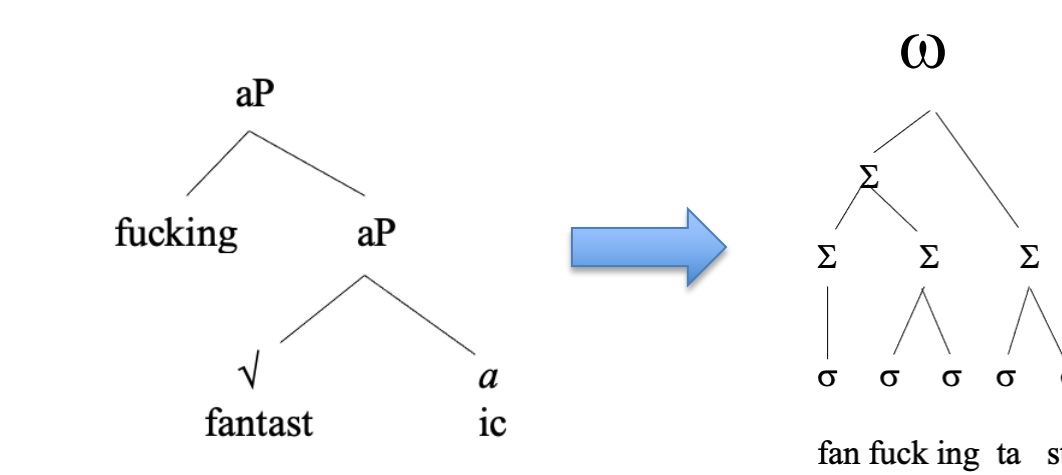 ω
aP
Σ
fucking aP
Σ Σ Σ
√ a
σ σ σ σ
fantast ic
fan fuck ing ta